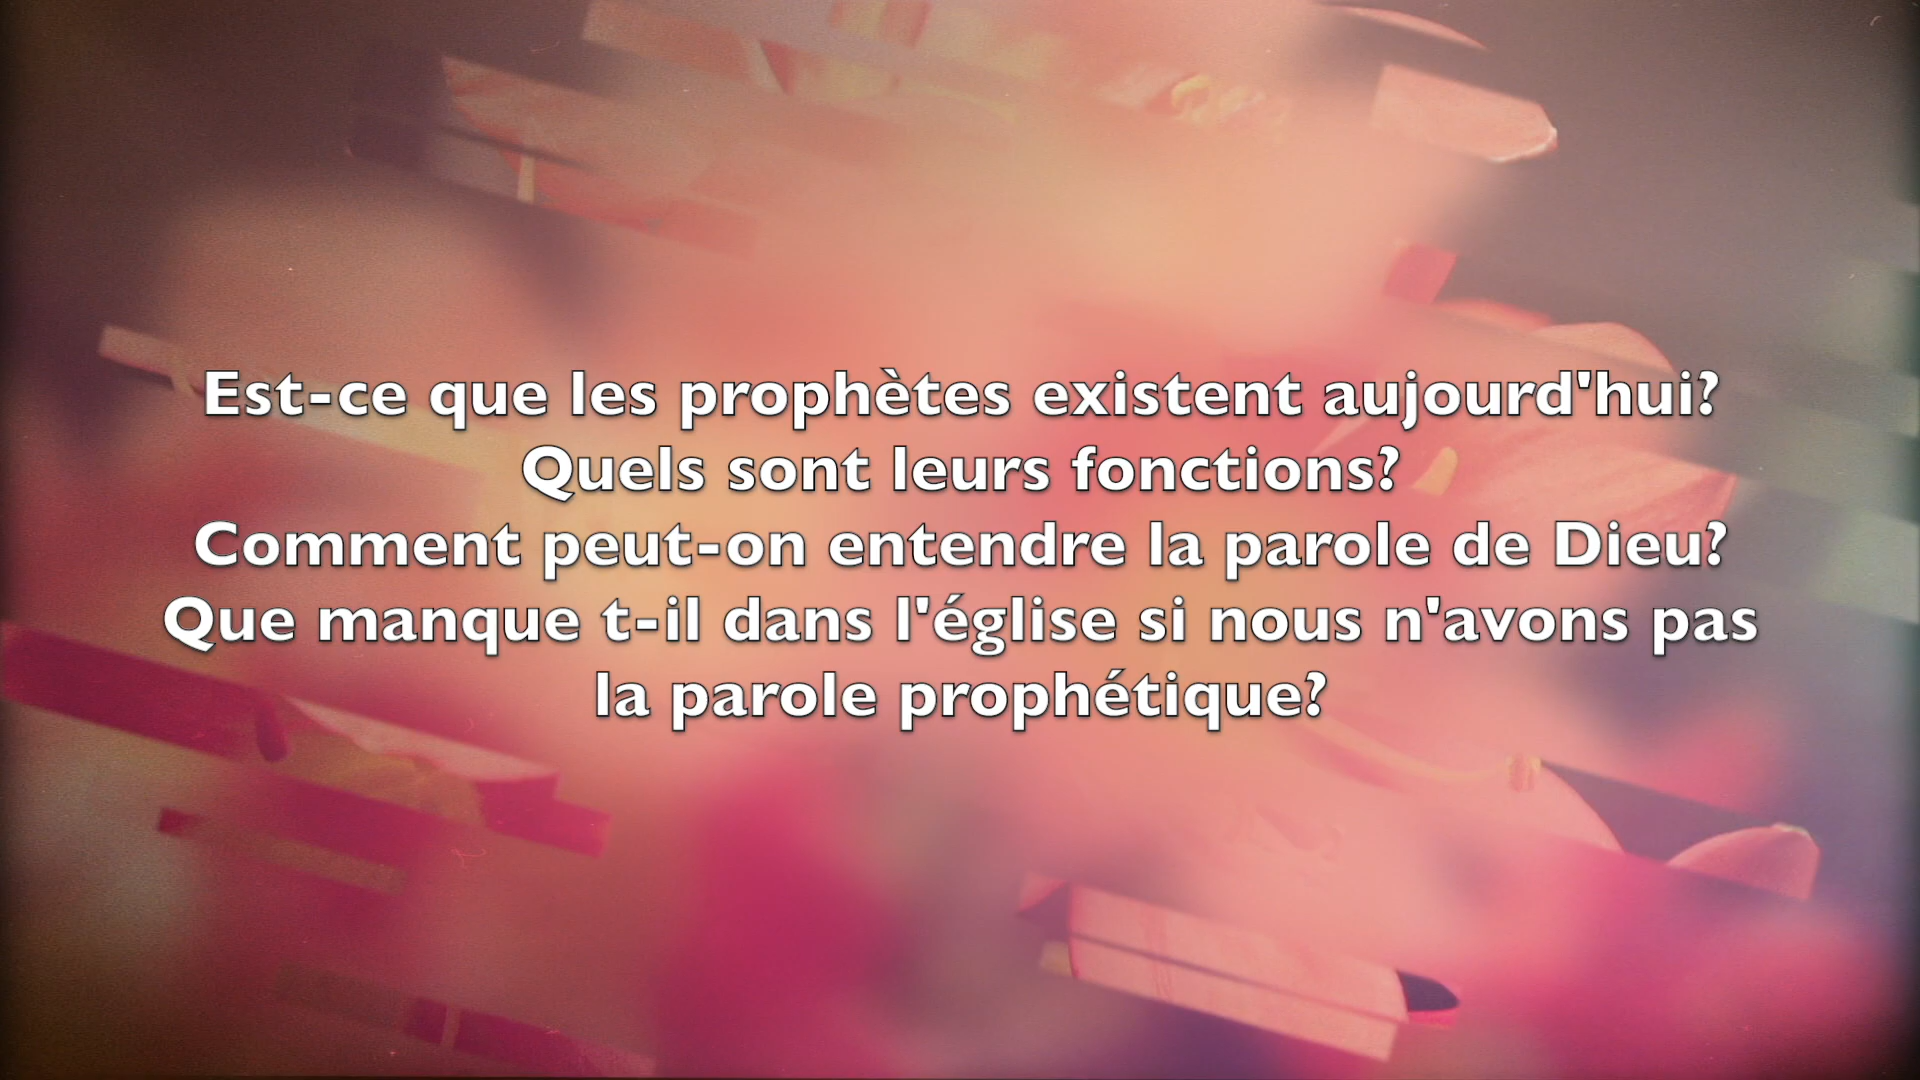 Est-ce que les prophètes existent aujourd'hui?
Quels sont leurs fonctions?
Comment peut-on entendre la parole de Dieu?
Que manque t-il dans l'église si nous n'avons pas
la parole prophétique?